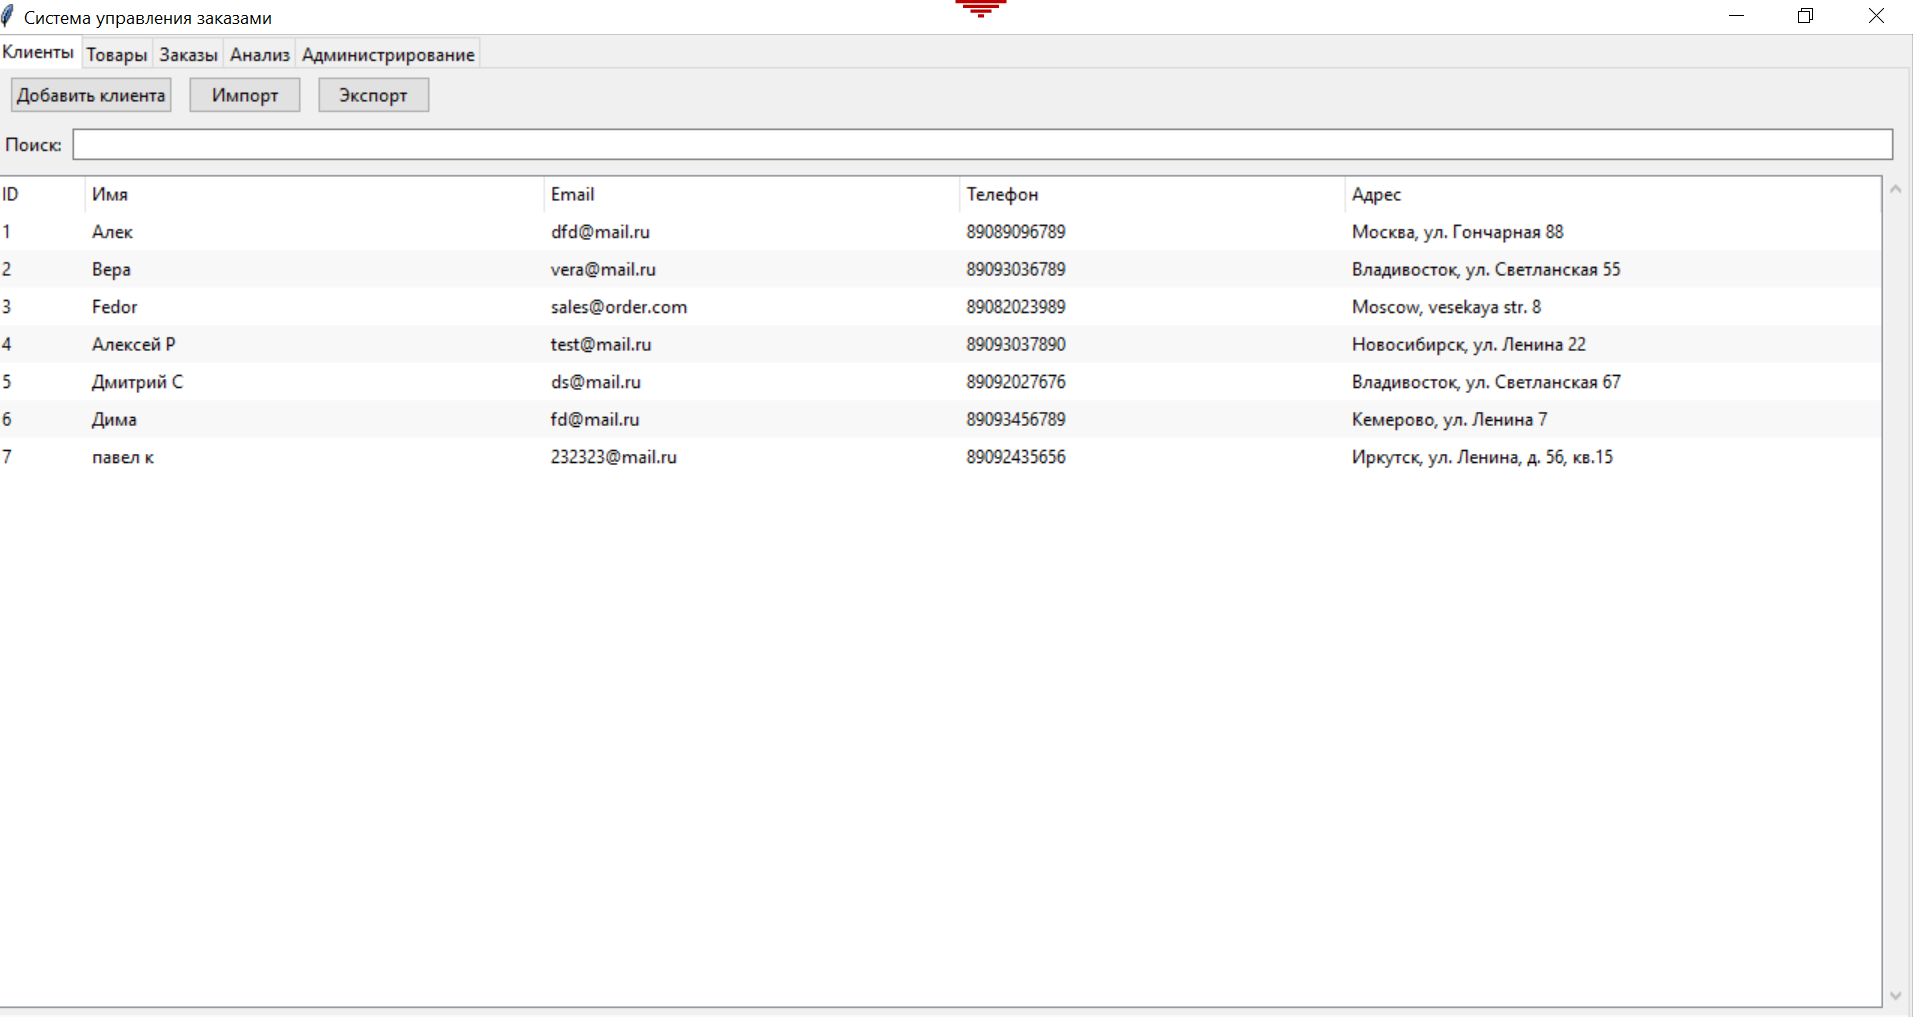 Система управления заказами
Клиенты Товары Заказы Анализ Администрирование
Добавить клиента Импорт Экспорт
Поиск:
ID Имя Email Телефон Адрес
1 Алек dfd@mail.ru 89089096789 Москва, ул. Гончарная 88
2 Вера vera@mail.ru 89093036789 Владивосток, ул. Светланская 55
3 Fedor sales@order.com 89082023989 Moscow, vesekaya str. 8
4 Алексей Р test@mail.ru 89093037890 Новосибирск, ул. Ленина 22
5 Дмитрий С ds@mail.ru 89092027676 Владивосток, ул. Светланская 67
6 Дима fd@mail.ru 89093456789 Кемерово, ул. Ленина 7
7 павел к 232323@mail.ru 89092435656 Иркутск, ул. Ленина, д. 56, кв.15